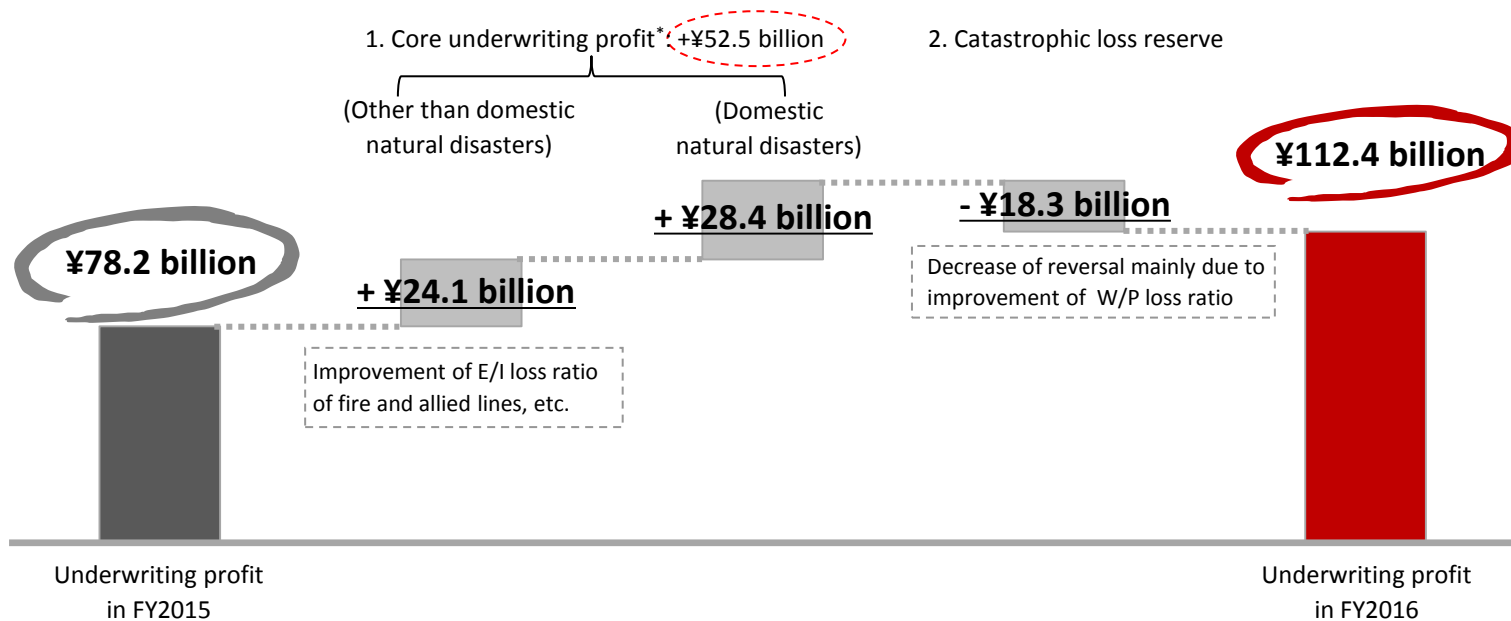 1. Core underwriting profit*: +¥52.5 billion
2. Catastrophic loss reserve
(Other than domestic
natural disasters)
(Domestic
natural disasters)
¥78.2 billion
+ ¥24.1 billion
Improvement of E/I loss ratio
of fire and allied lines, etc.
+ ¥28.4 billion
- ¥18.3 billion
Decrease of reversal mainly due to
improvement of W/P loss ratio
¥112.4 billion
Underwriting profit
in FY2015
Underwriting profit
in FY2016